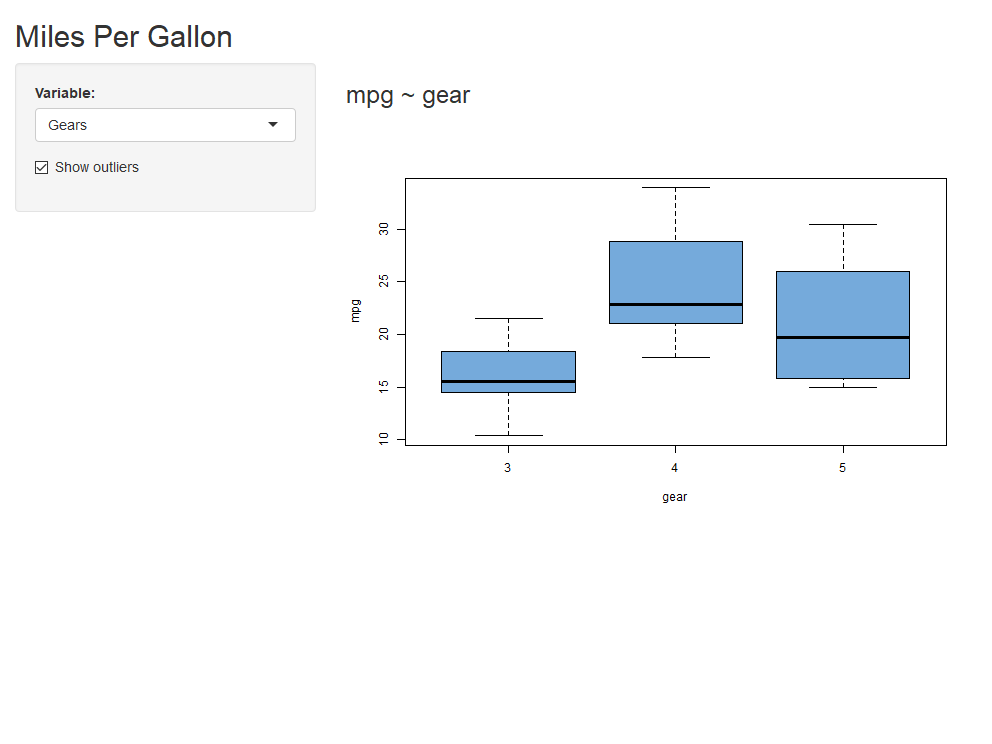 Miles Per Gallon
Variable:
Gears
Show outliers
mpg ~ gear
30
25
20
15
10
mpg
3 4 5
gear